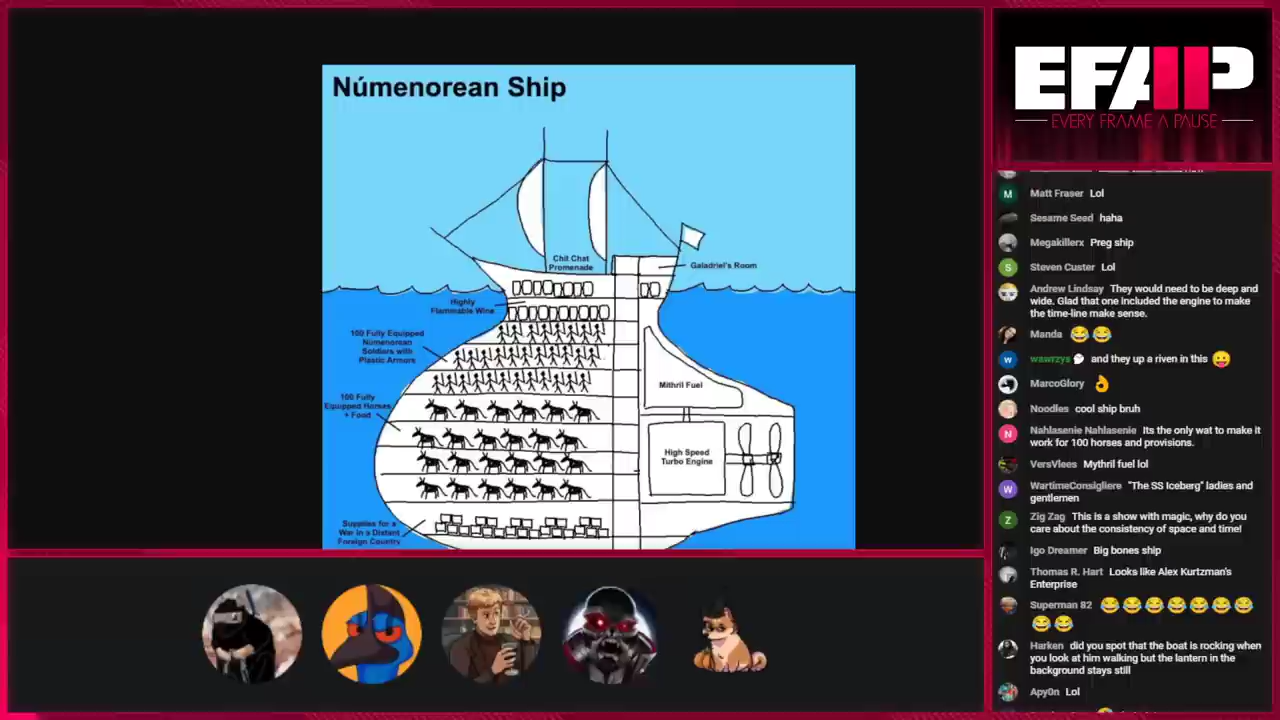 Númenorean Ship
Chit Chat
Promenade
Galadriel's Room
Highly
Flammable Wine
100 Fully Equipped
Númenorean
Soldiers with
Plastic Armors
Mithril Fuel
100 Fully
Equipped Horses
+ Food
High Speed
Turbo Engine
Supplies for a
War in a Distant
Foreign Country
EFAP
EVERY FRAME A PAUSE
M Matt Fraser Lol
Sesame Seed haha
Megakillerx Preg ship
S Steven Custer Lol
Andrew Lindsay They would need to be deep and
wide. Glad that one included the engine to make
the time-line make sense.
Manda 😂😂
w wawrzys and they up a riven in this 😛
MarcoGlory 👌
Noodles cool ship bruh
N Nahlasenie Nahlasenie Its the only wat to make it
work for 100 horses and provisions.
VersVlees Mythril fuel lol
W WartimeConsigliere "The SS Iceberg" ladies and
gentlemen
Z Zig Zag This is a show with magic, why do you
care about the consistency of space and time!
Igo Dreamer Big bones ship
Thomas R. Hart Looks like Alex Kurtzman's
Enterprise
Superman 82 😂😂😂😂😂😂😂
😂😂
Harken did you spot that the boat is rocking when
you look at him walking but the lantern in the
background stays still
Apy0n Lol